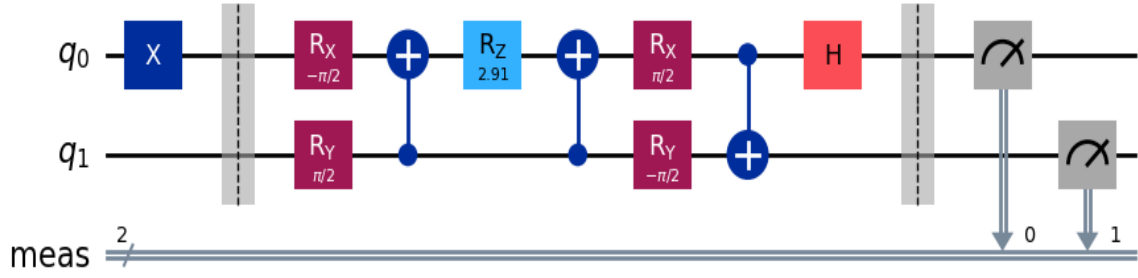 q0 X RX −π/2 RZ 2.91 RX π/2 H
q1 RY π/2 RY −π/2
meas 2 0 1